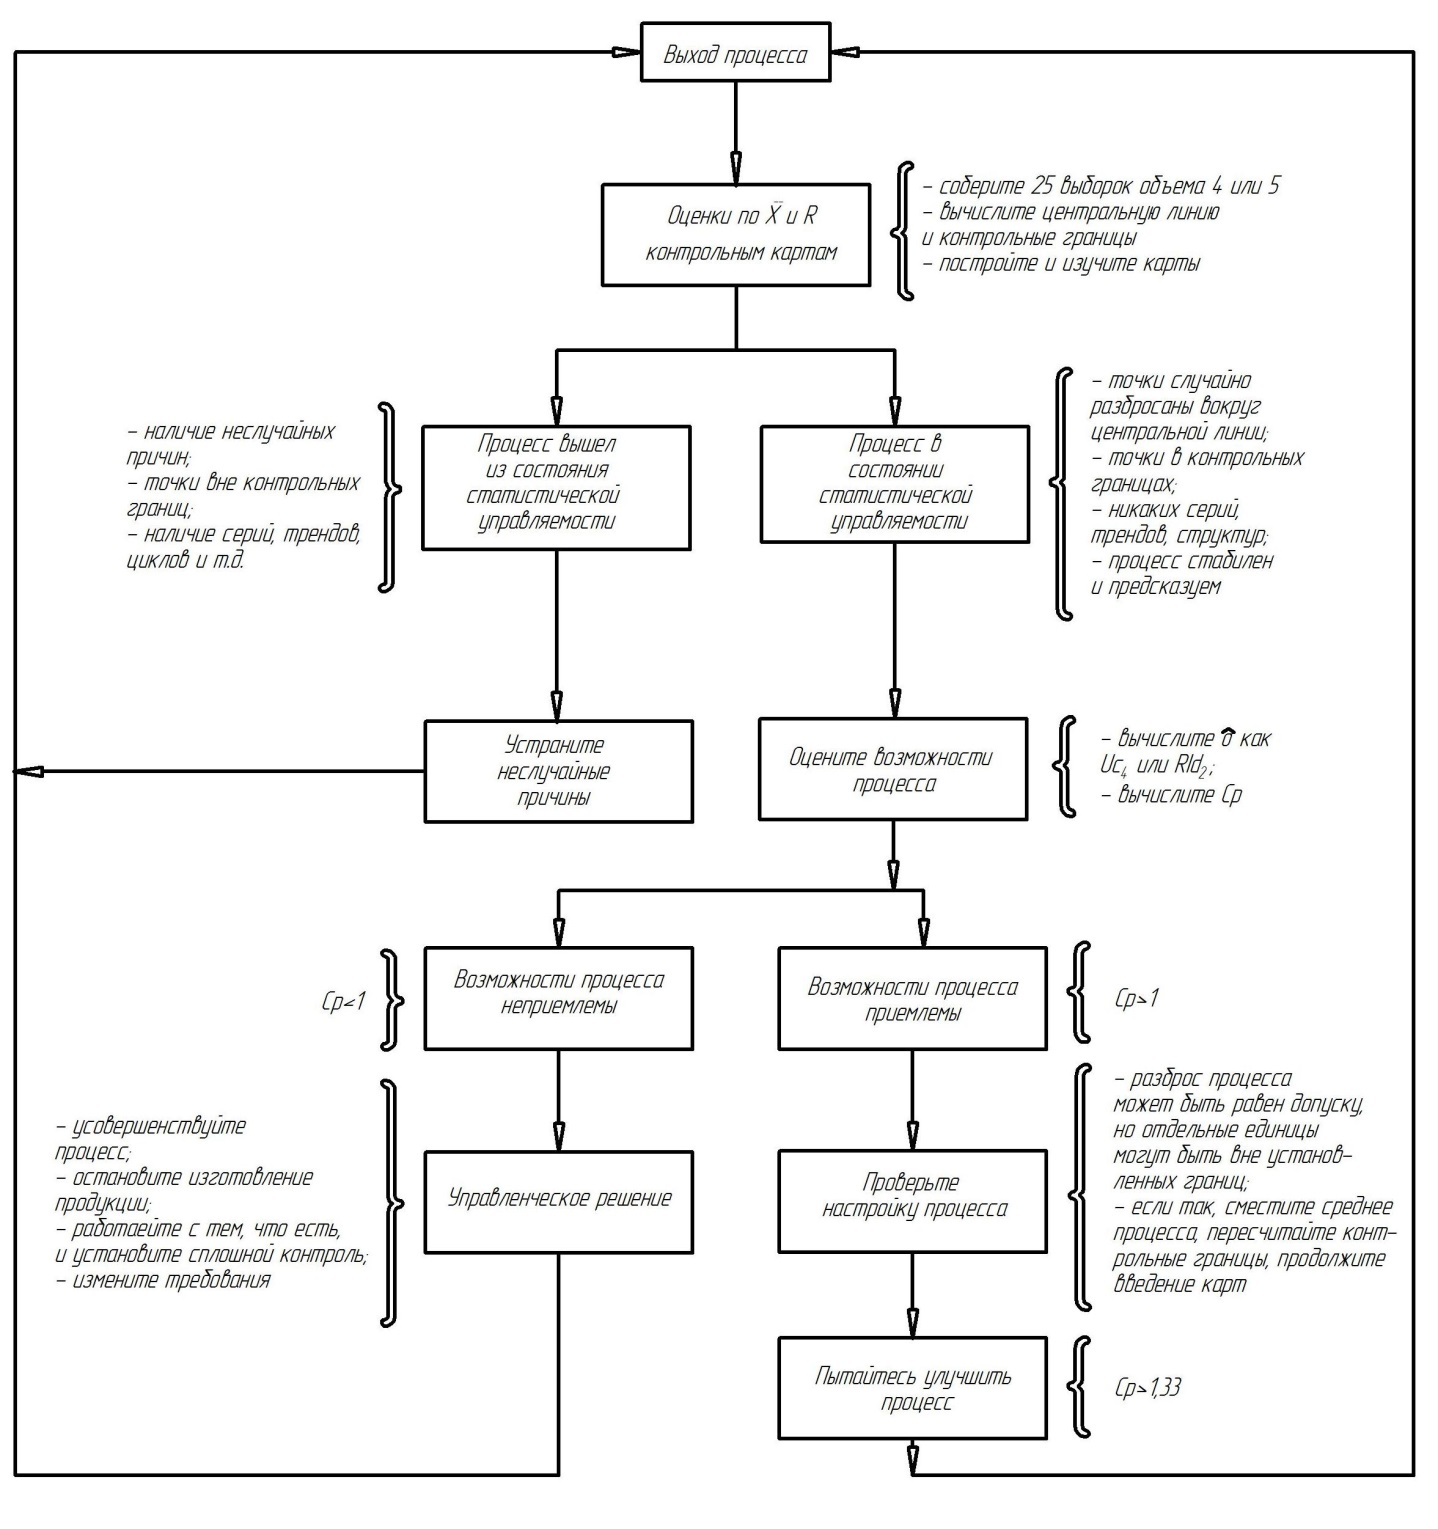 Выход процесса
Оценки по X̿ и R
контрольным картам
– соберите 25 выборок объема 4 или 5
– вычислите центральную линию
и контрольные границы
– постройте и изучите карты
– наличие неслучайных
причин;
– точки вне контрольных
границ;
– наличие серий, трендов,
циклов и т.д.
Процесс вышел
из состояния
статистической
управляемости
Процесс в
состоянии
статистической
управляемости
– точки случайно
разбросаны вокруг
центральной линии;
– точки в контрольных
границах;
– никаких серий,
трендов, структур;
– процесс стабилен
и предсказуем
Устраните
неслучайные
причины
Оцените возможности
процесса
– вычислите σ̂ как
Uc₄ или R/d₂;
– вычислите Ср
Ср<1
Возможности процесса
неприемлемы
Возможности процесса
приемлемы
Ср>1
– усовершенствуйте
процесс;
– остановите изготовление
продукции;
– работаейте с тем, что есть,
и установите сплошной контроль;
– измените требования
Управленческое решение
Проверьте
настройку процесса
– разброс процесса
может быть равен допуску,
но отдельные единицы
могут быть вне установ–
ленных границ;
– если так, сместите среднее
процесса, пересчитайте конт–
рольные границы, продолжите
введение карт
Пытайтесь улучшить
процесс
Ср>1,33